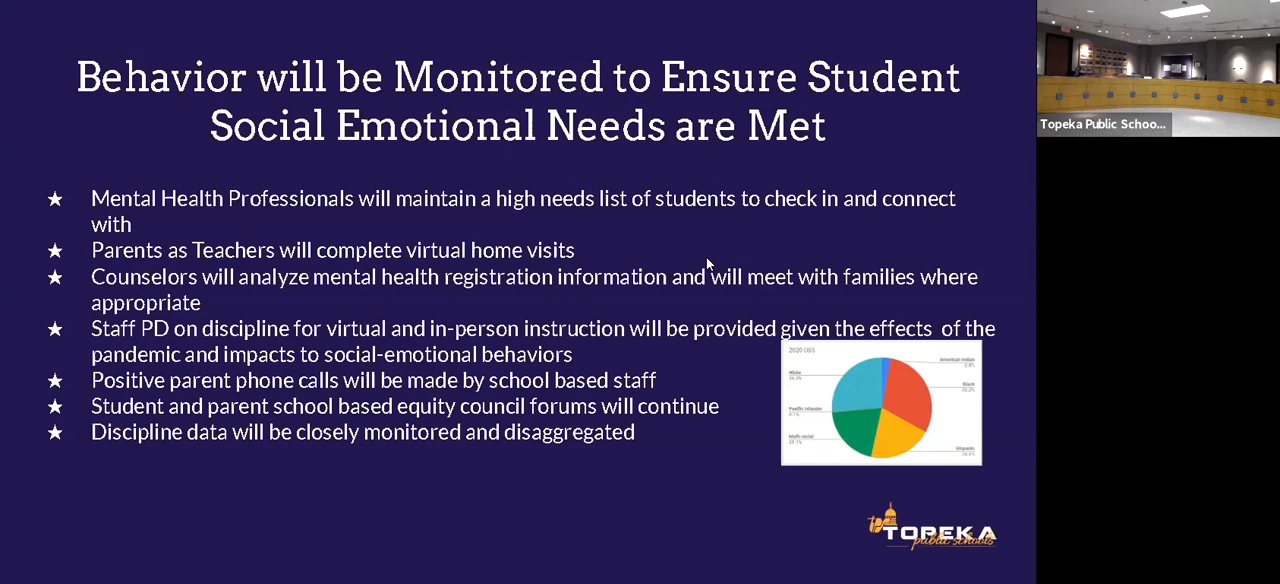 Behavior will be Monitored to Ensure Student
Social Emotional Needs are Met
★ Mental Health Professionals will maintain a high needs list of students to check in and connect
with
★ Parents as Teachers will complete virtual home visits
★ Counselors will analyze mental health registration information and will meet with families where
appropriate
★ Staff PD on discipline for virtual and in-person instruction will be provided given the effects of the
pandemic and impacts to social-emotional behaviors
★ Positive parent phone calls will be made by school based staff
★ Student and parent school based equity council forums will continue
★ Discipline data will be closely monitored and disaggregated
2020 OSS
American Indian
White
Black
Pacific Islander
Multi-racial
Hispanic
TOPEKA
public schools
Topeka Public Schoo...